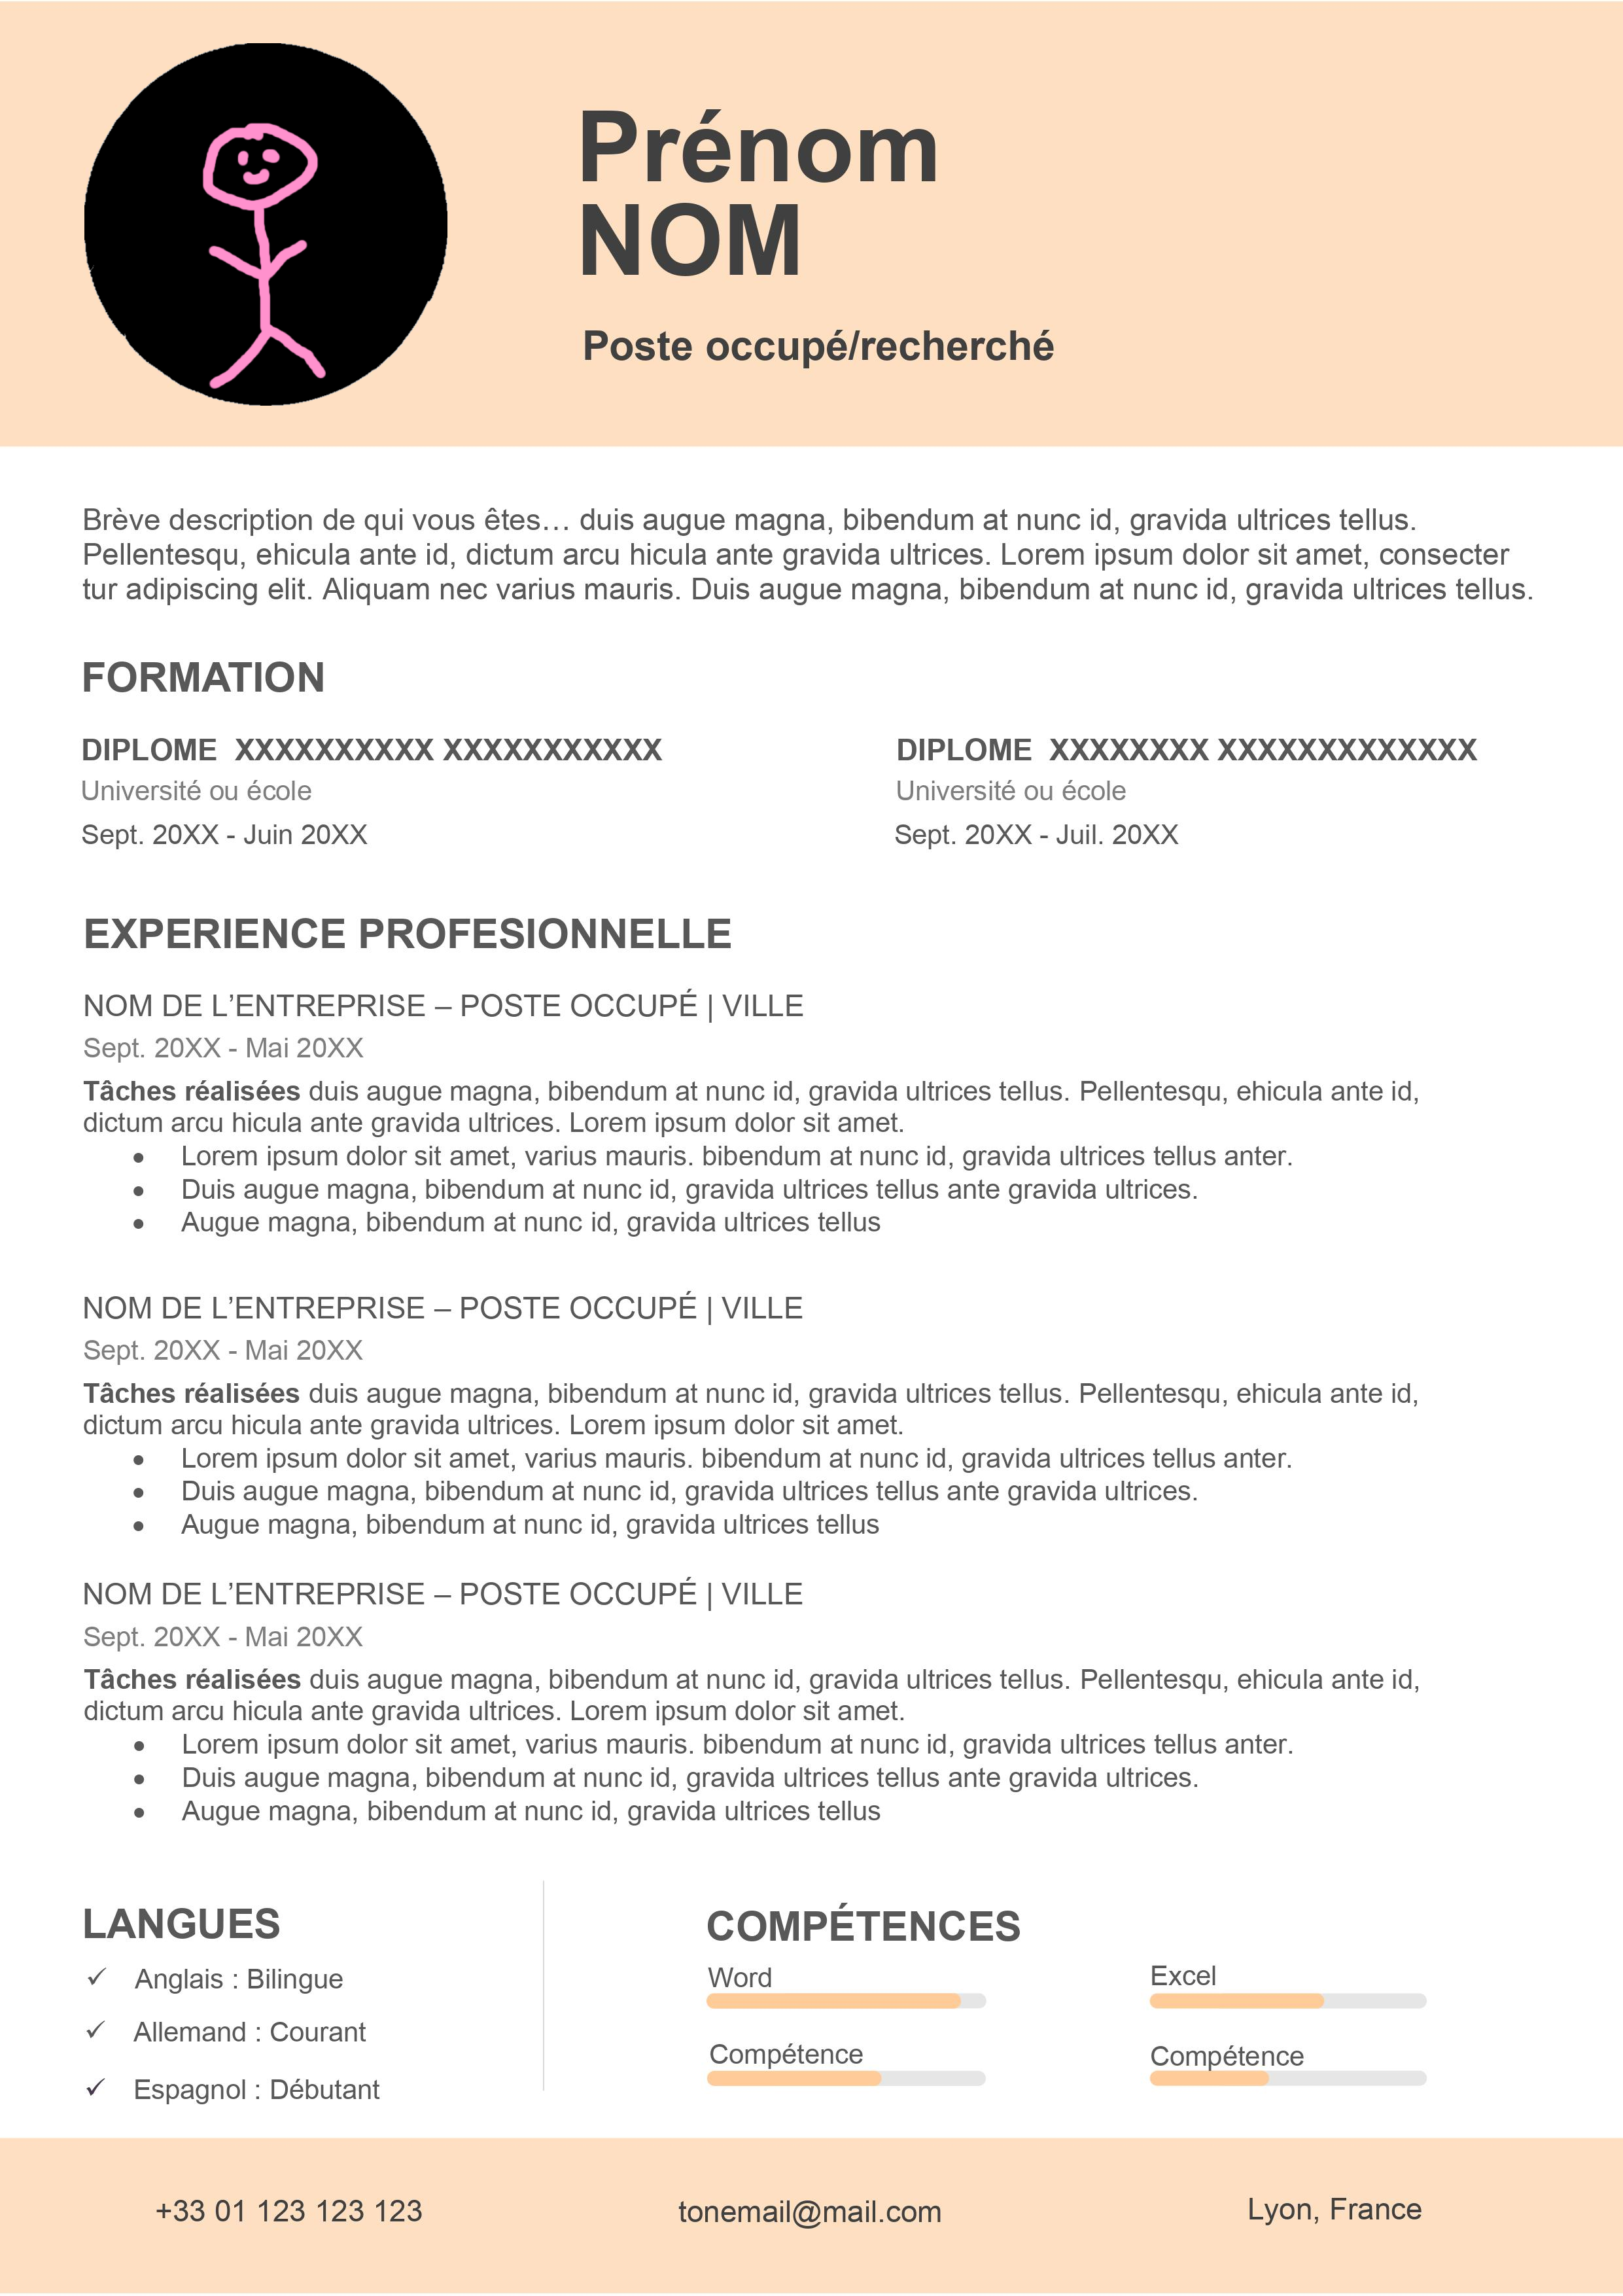 Prénom
NOM
Poste occupé/recherché
Brève description de qui vous êtes… duis augue magna, bibendum at nunc id, gravida ultrices tellus.
Pellentesqu, ehicula ante id, dictum arcu hicula ante gravida ultrices. Lorem ipsum dolor sit amet, consecter
tur adipiscing elit. Aliquam nec varius mauris. Duis augue magna, bibendum at nunc id, gravida ultrices tellus.
FORMATION
DIPLOME XXXXXXXXXX XXXXXXXXXXX
Université ou école
Sept. 20XX - Juin 20XX
DIPLOME XXXXXXXX XXXXXXXXXXXXX
Université ou école
Sept. 20XX - Juil. 20XX
EXPERIENCE PROFESIONNELLE
NOM DE L’ENTREPRISE – POSTE OCCUPÉ | VILLE
Sept. 20XX - Mai 20XX
Tâches réalisées duis augue magna, bibendum at nunc id, gravida ultrices tellus. Pellentesqu, ehicula ante id,
dictum arcu hicula ante gravida ultrices. Lorem ipsum dolor sit amet.
• Lorem ipsum dolor sit amet, varius mauris. bibendum at nunc id, gravida ultrices tellus anter.
• Duis augue magna, bibendum at nunc id, gravida ultrices tellus ante gravida ultrices.
• Augue magna, bibendum at nunc id, gravida ultrices tellus
NOM DE L’ENTREPRISE – POSTE OCCUPÉ | VILLE
Sept. 20XX - Mai 20XX
Tâches réalisées duis augue magna, bibendum at nunc id, gravida ultrices tellus. Pellentesqu, ehicula ante id,
dictum arcu hicula ante gravida ultrices. Lorem ipsum dolor sit amet.
• Lorem ipsum dolor sit amet, varius mauris. bibendum at nunc id, gravida ultrices tellus anter.
• Duis augue magna, bibendum at nunc id, gravida ultrices tellus ante gravida ultrices.
• Augue magna, bibendum at nunc id, gravida ultrices tellus
NOM DE L’ENTREPRISE – POSTE OCCUPÉ | VILLE
Sept. 20XX - Mai 20XX
Tâches réalisées duis augue magna, bibendum at nunc id, gravida ultrices tellus. Pellentesqu, ehicula ante id,
dictum arcu hicula ante gravida ultrices. Lorem ipsum dolor sit amet.
• Lorem ipsum dolor sit amet, varius mauris. bibendum at nunc id, gravida ultrices tellus anter.
• Duis augue magna, bibendum at nunc id, gravida ultrices tellus ante gravida ultrices.
• Augue magna, bibendum at nunc id, gravida ultrices tellus
LANGUES
✓ Anglais : Bilingue
✓ Allemand : Courant
✓ Espagnol : Débutant
COMPÉTENCES
Word
Excel
Compétence
Compétence
+33 01 123 123 123
tonemail@mail.com
Lyon, France